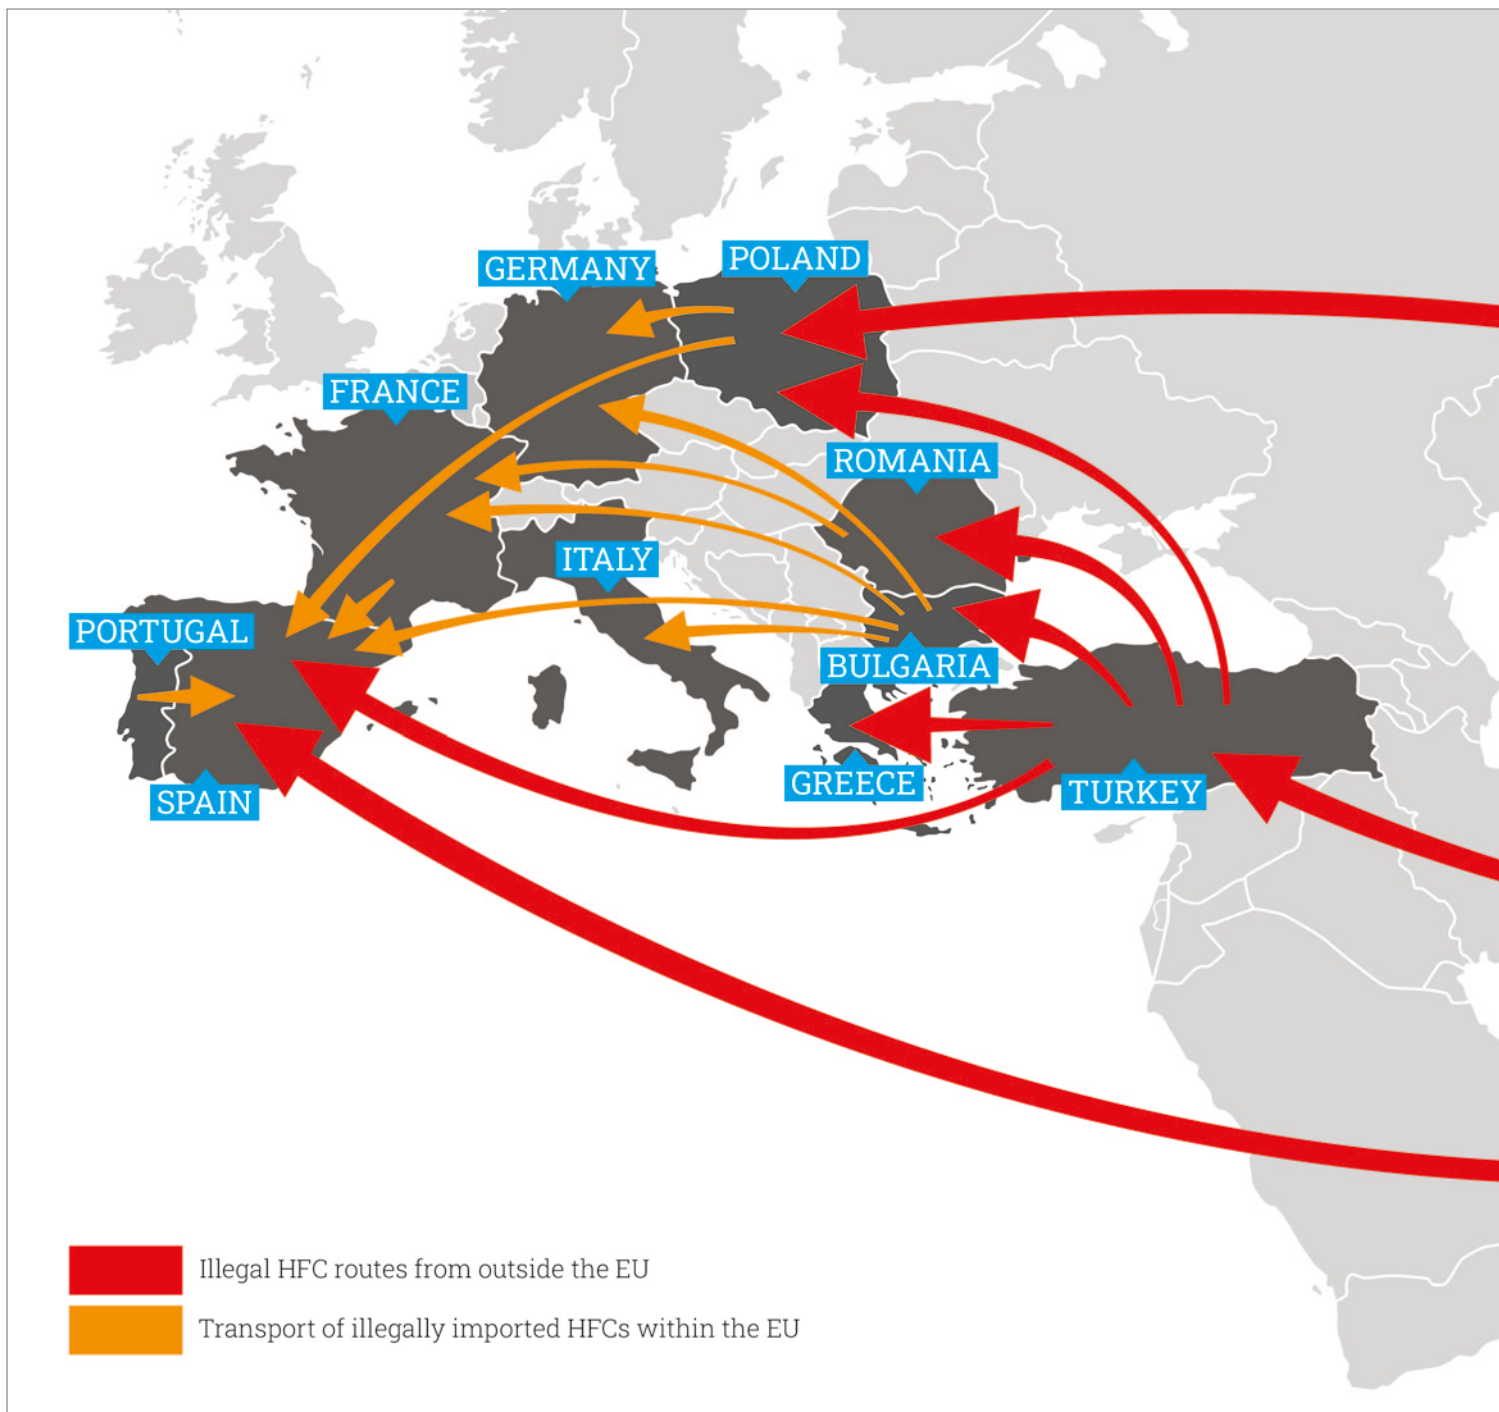 POLAND
GERMANY
FRANCE
ROMANIA
ITALY
PORTUGAL
BULGARIA
GREECE
TURKEY
SPAIN
Illegal HFC routes from outside the EU
Transport of illegally imported HFCs within the EU